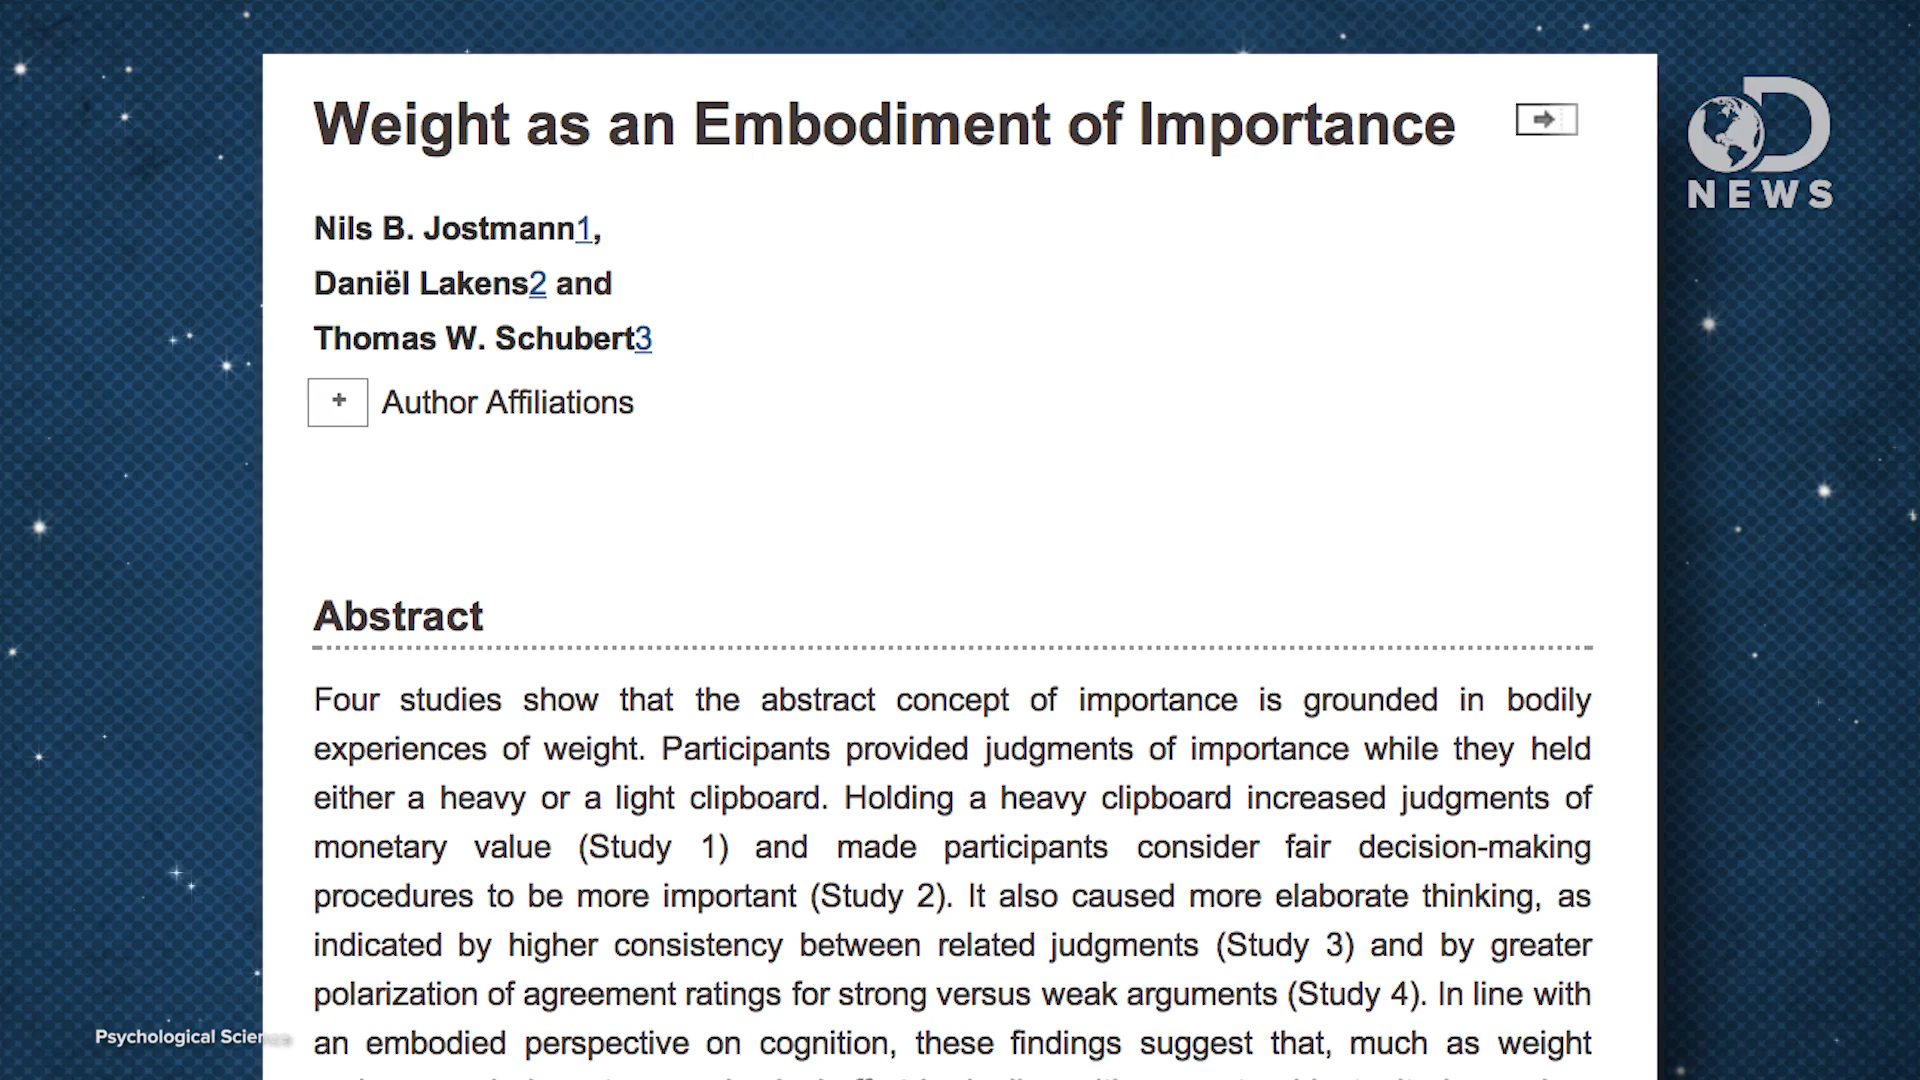 Weight as an Embodiment of Importance
D
NEWS
Nils B. Jostmann1,
Daniël Lakens2 and
Thomas W. Schubert3
+ Author Affiliations
Abstract
Four studies show that the abstract concept of importance is grounded in bodily
experiences of weight. Participants provided judgments of importance while they held
either a heavy or a light clipboard. Holding a heavy clipboard increased judgments of
monetary value (Study 1) and made participants consider fair decision-making
procedures to be more important (Study 2). It also caused more elaborate thinking, as
indicated by higher consistency between related judgments (Study 3) and by greater
polarization of agreement ratings for strong versus weak arguments (Study 4). In line with
an embodied perspective on cognition, these findings suggest that, much as weight
Psychological Science